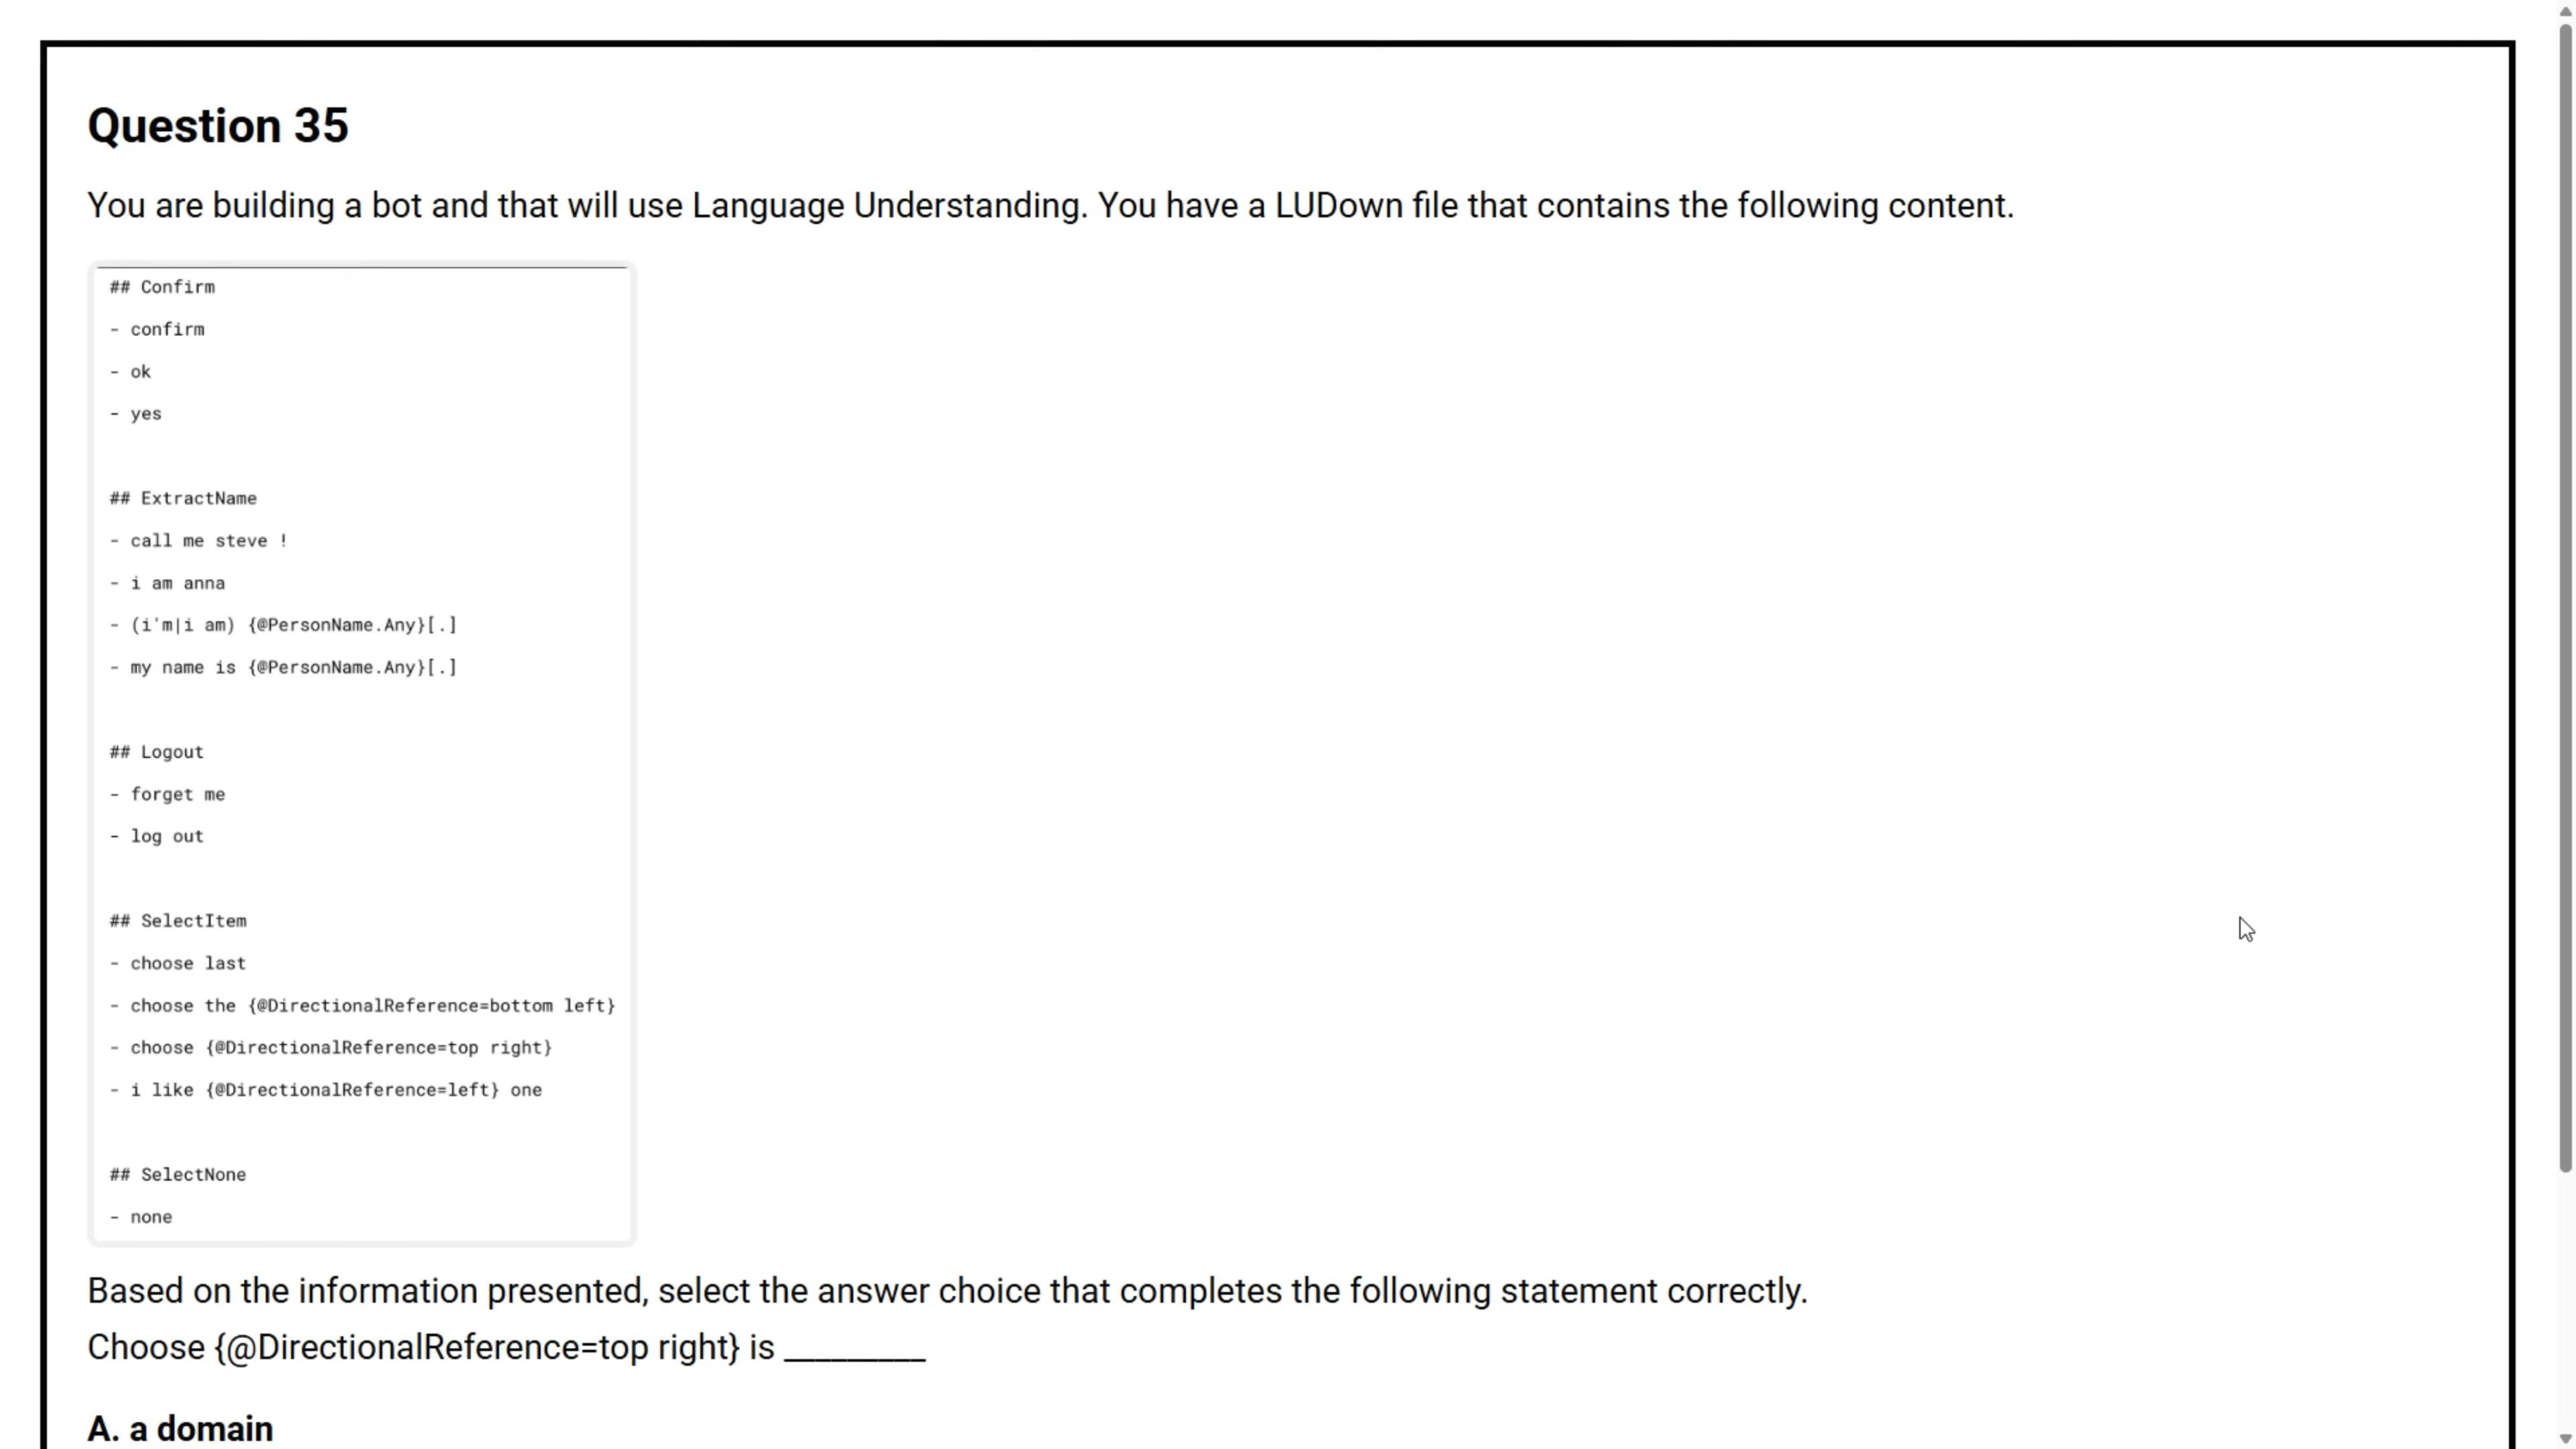 Question 35
You are building a bot and that will use Language Understanding. You have a LUDown file that contains the following content.
## Confirm
- confirm
- ok
- yes
## ExtractName
- call me steve !
- i am anna
- (i'm|i am) {@PersonName.Any}[.]
- my name is {@PersonName.Any}[.]
## Logout
- forget me
- log out
## SelectItem
- choose last
- choose the {@DirectionalReference=bottom left}
- choose {@DirectionalReference=top right}
- i like {@DirectionalReference=left} one
## SelectNone
- none
Based on the information presented, select the answer choice that completes the following statement correctly.
Choose {@DirectionalReference=top right} is _________
A. a domain